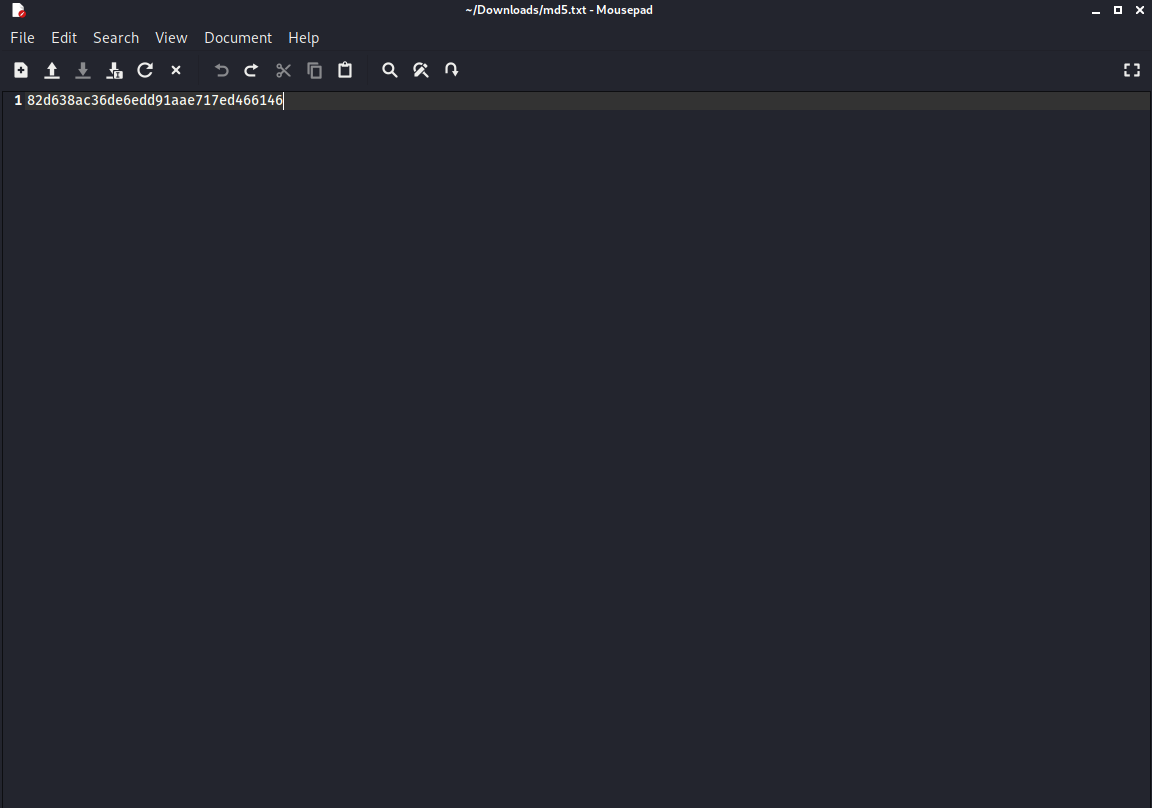 ~/Downloads/md5.txt - Mousepad
File Edit Search View Document Help
1 82d638ac36de6edd91aae717ed466146